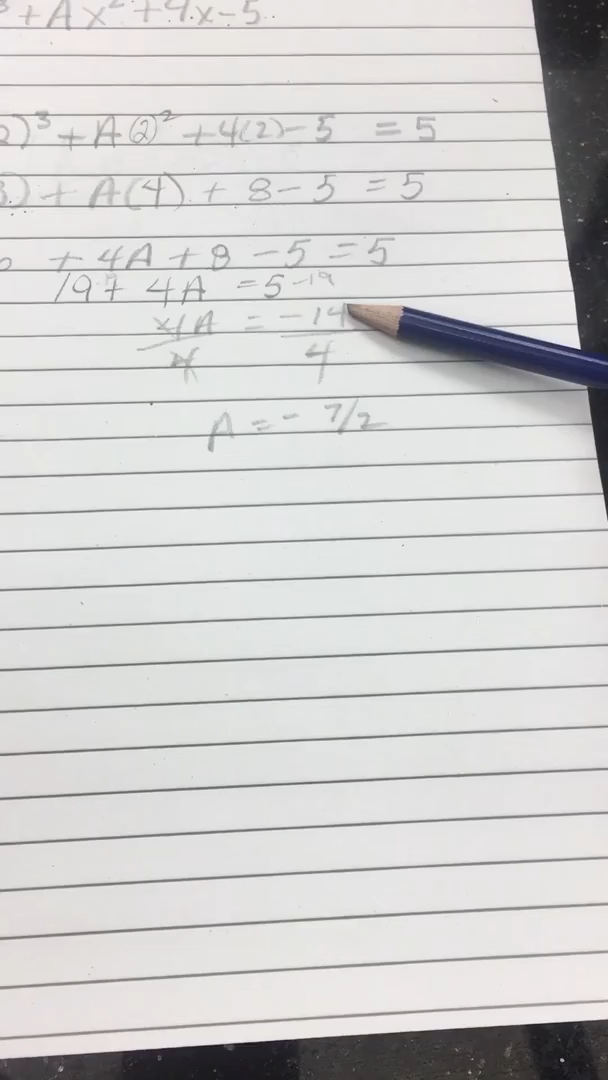 + Ax² + 4x - 5
)³ + A(2)² + 4(2) - 5 = 5
) + A(4) + 8 - 5 = 5
+ 4A + 8 - 5 = 5
19 + 4A = 5 - 19
4A = -14
4 4
A = - 7/2